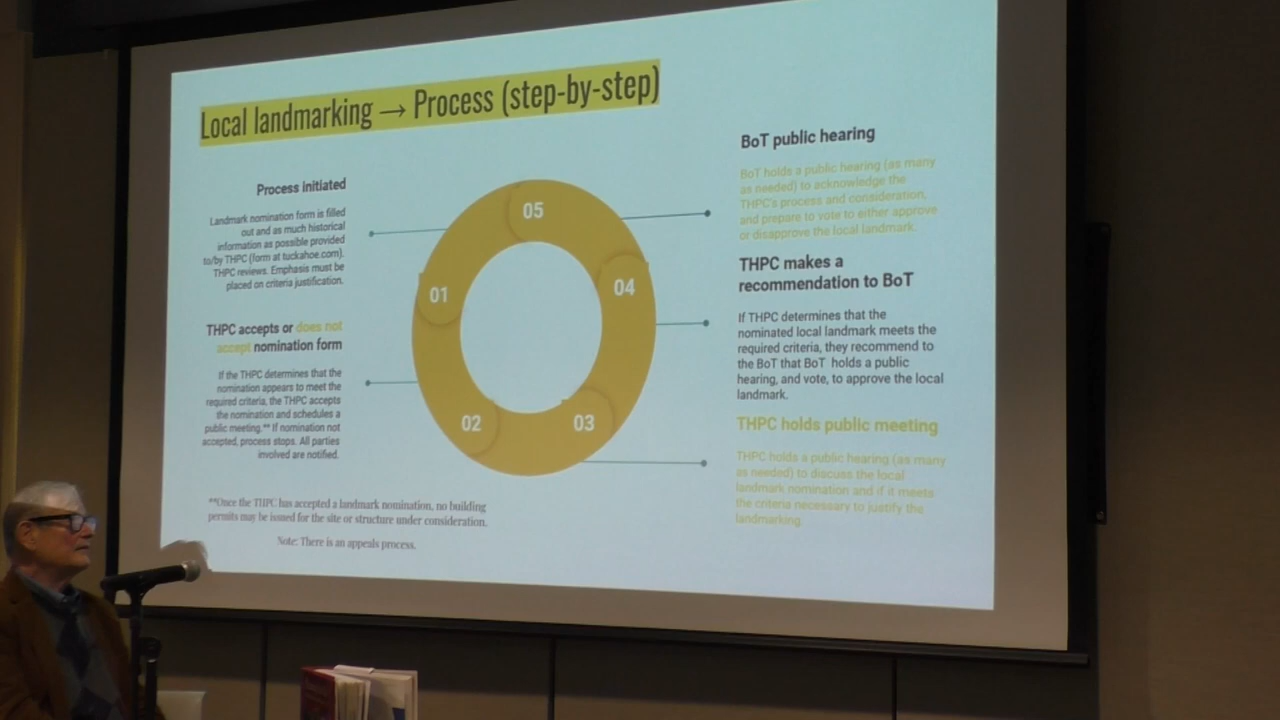 Local landmarking → Process (step-by-step)
Process initiated
Landmark nomination form is filled
out and as much historical
information as possible provided
to/by THPC (form at tuckahoe.com).
THPC reviews. Emphasis must be
placed on criteria justification.
THPC accepts or does not
accept nomination form
If the THPC determines that the
nomination appears to meet the
required criteria, the THPC accepts
the nomination and schedules a
public meeting.** If nomination not
accepted, process stops. All parties
involved are notified.
**Once the THPC has accepted a landmark nomination, no building
permits may be issued for the site or structure under consideration.
Note: There is an appeals process.
05
04
01
02
03
BoT public hearing
BoT holds a public hearing (as many
as needed) to acknowledge the
THPC's process and consideration,
and prepare to vote to either approve
or disapprove the local landmark.
THPC makes a
recommendation to BoT
If THPC determines that the
nominated local landmark meets the
required criteria, they recommend to
the BoT that BoT holds a public
hearing, and vote, to approve the local
landmark.
THPC holds public meeting
THPC holds a public hearing (as many
as needed) to discuss the local
landmark nomination and if it meets
the criteria necessary to justify the
landmarking.